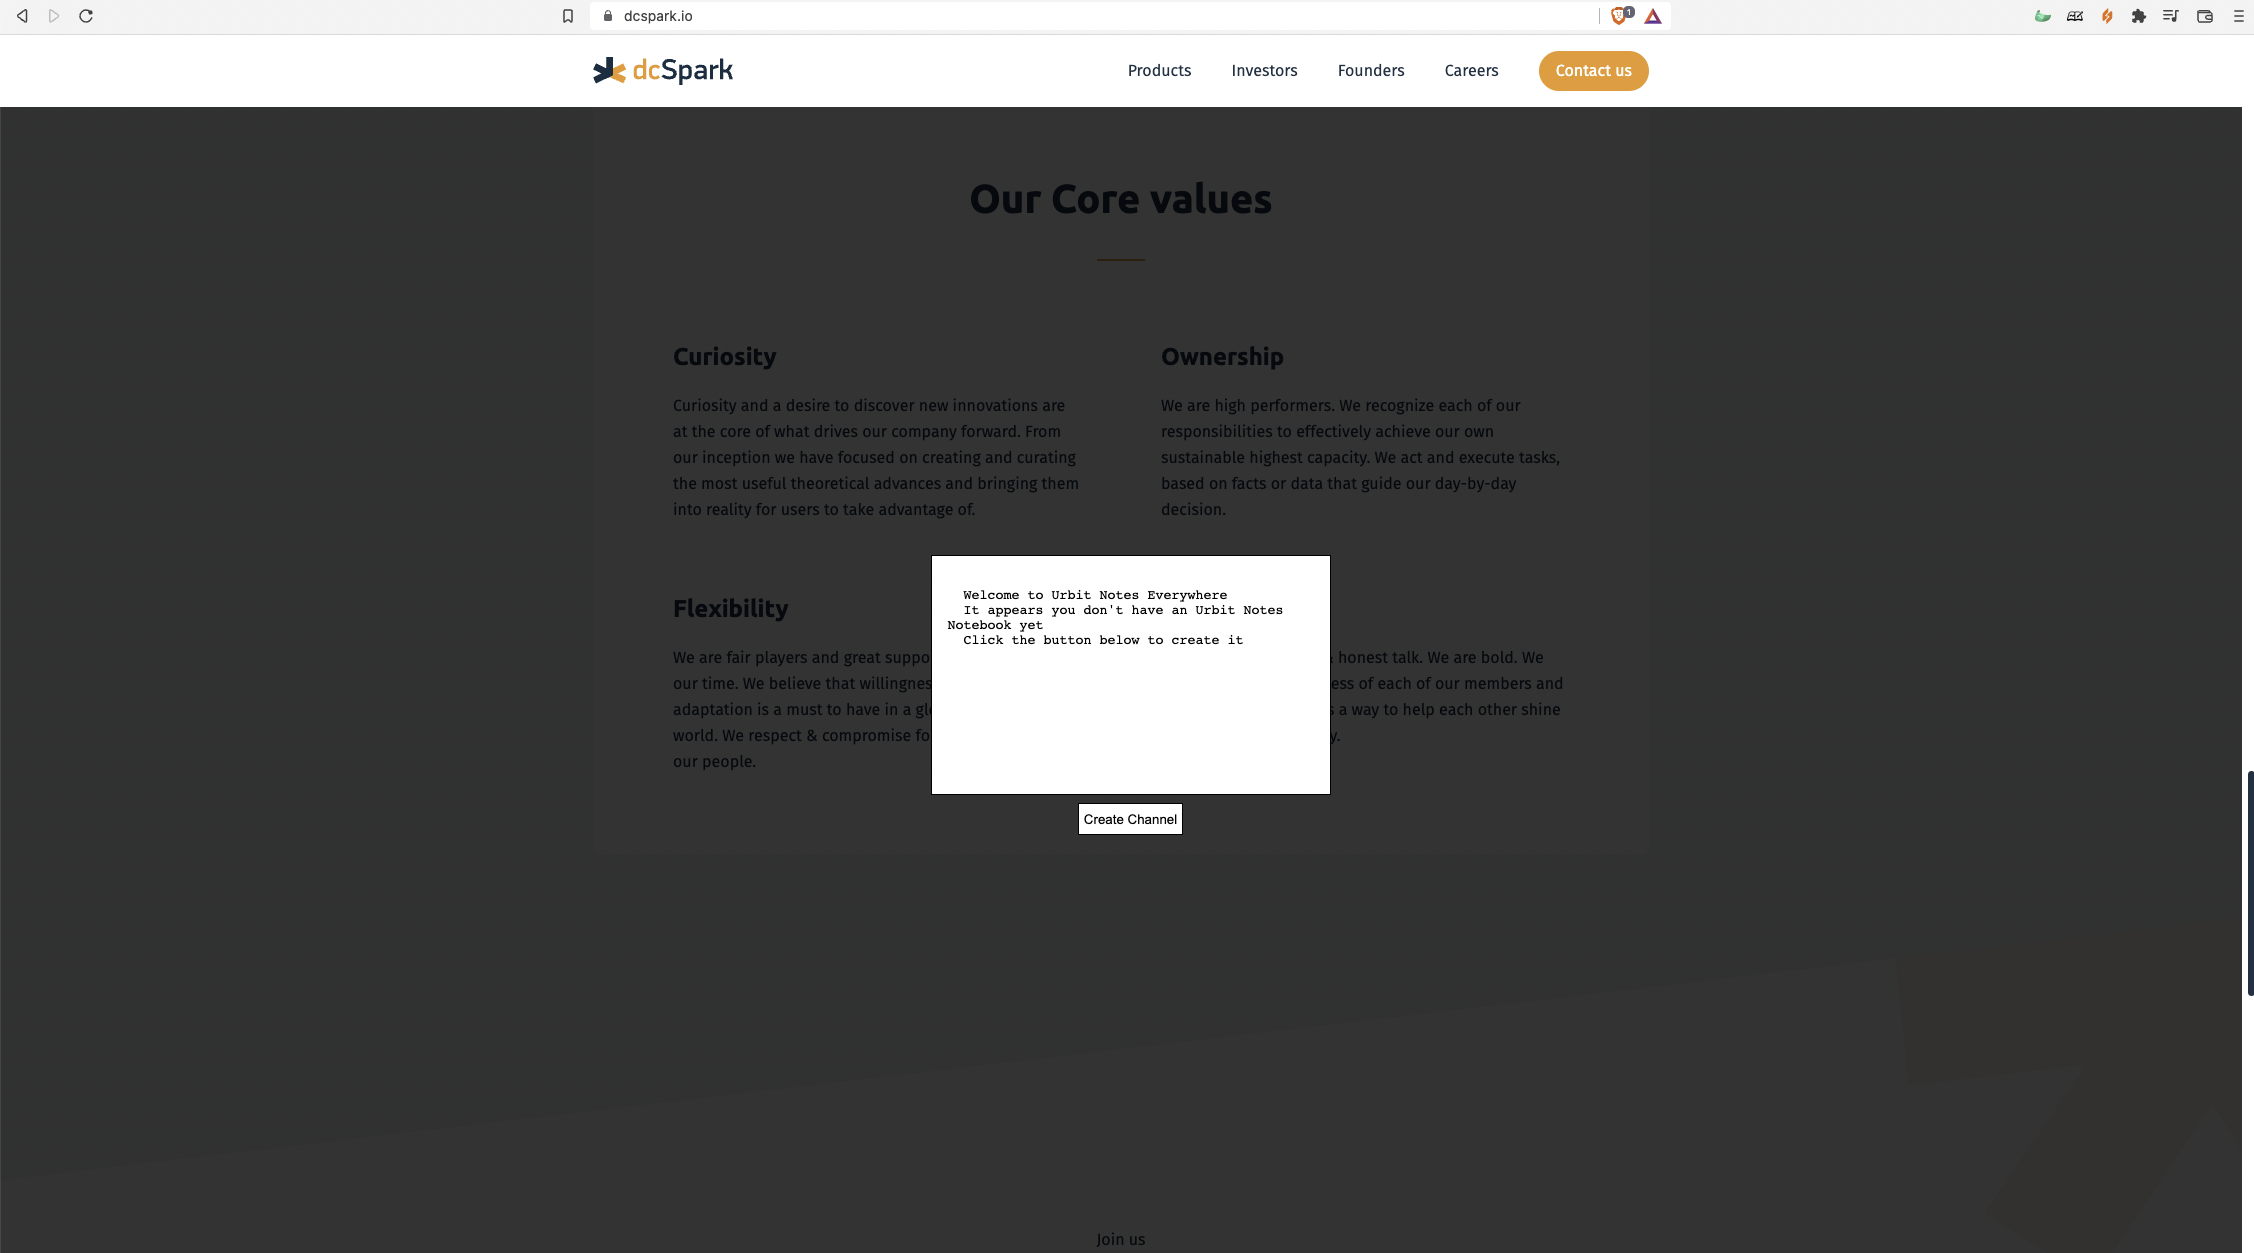 dcspark.io
1
dcSpark
Products
Investors
Founders
Careers
Contact us
Our Core values
Curiosity
Curiosity and a desire to discover new innovations are
at the core of what drives our company forward. From
our inception we have focused on creating and curating
the most useful theoretical advances and bringing them
into reality for users to take advantage of.
Ownership
We are high performers. We recognize each of our
responsibilities to effectively achieve our own
sustainable highest capacity. We act and execute tasks,
based on facts or data that guide our day-by-day
decision.
Flexibility
We are fair players and great suppo
our time. We believe that willingnes
adaptation is a must to have in a gl
world. We respect & compromise fo
our people.
honest talk. We are bold. We
ess of each of our members and
s a way to help each other shine
y.
Welcome to Urbit Notes Everywhere
It appears you don't have an Urbit Notes
Notebook yet
Click the button below to create it
Create Channel
Join us